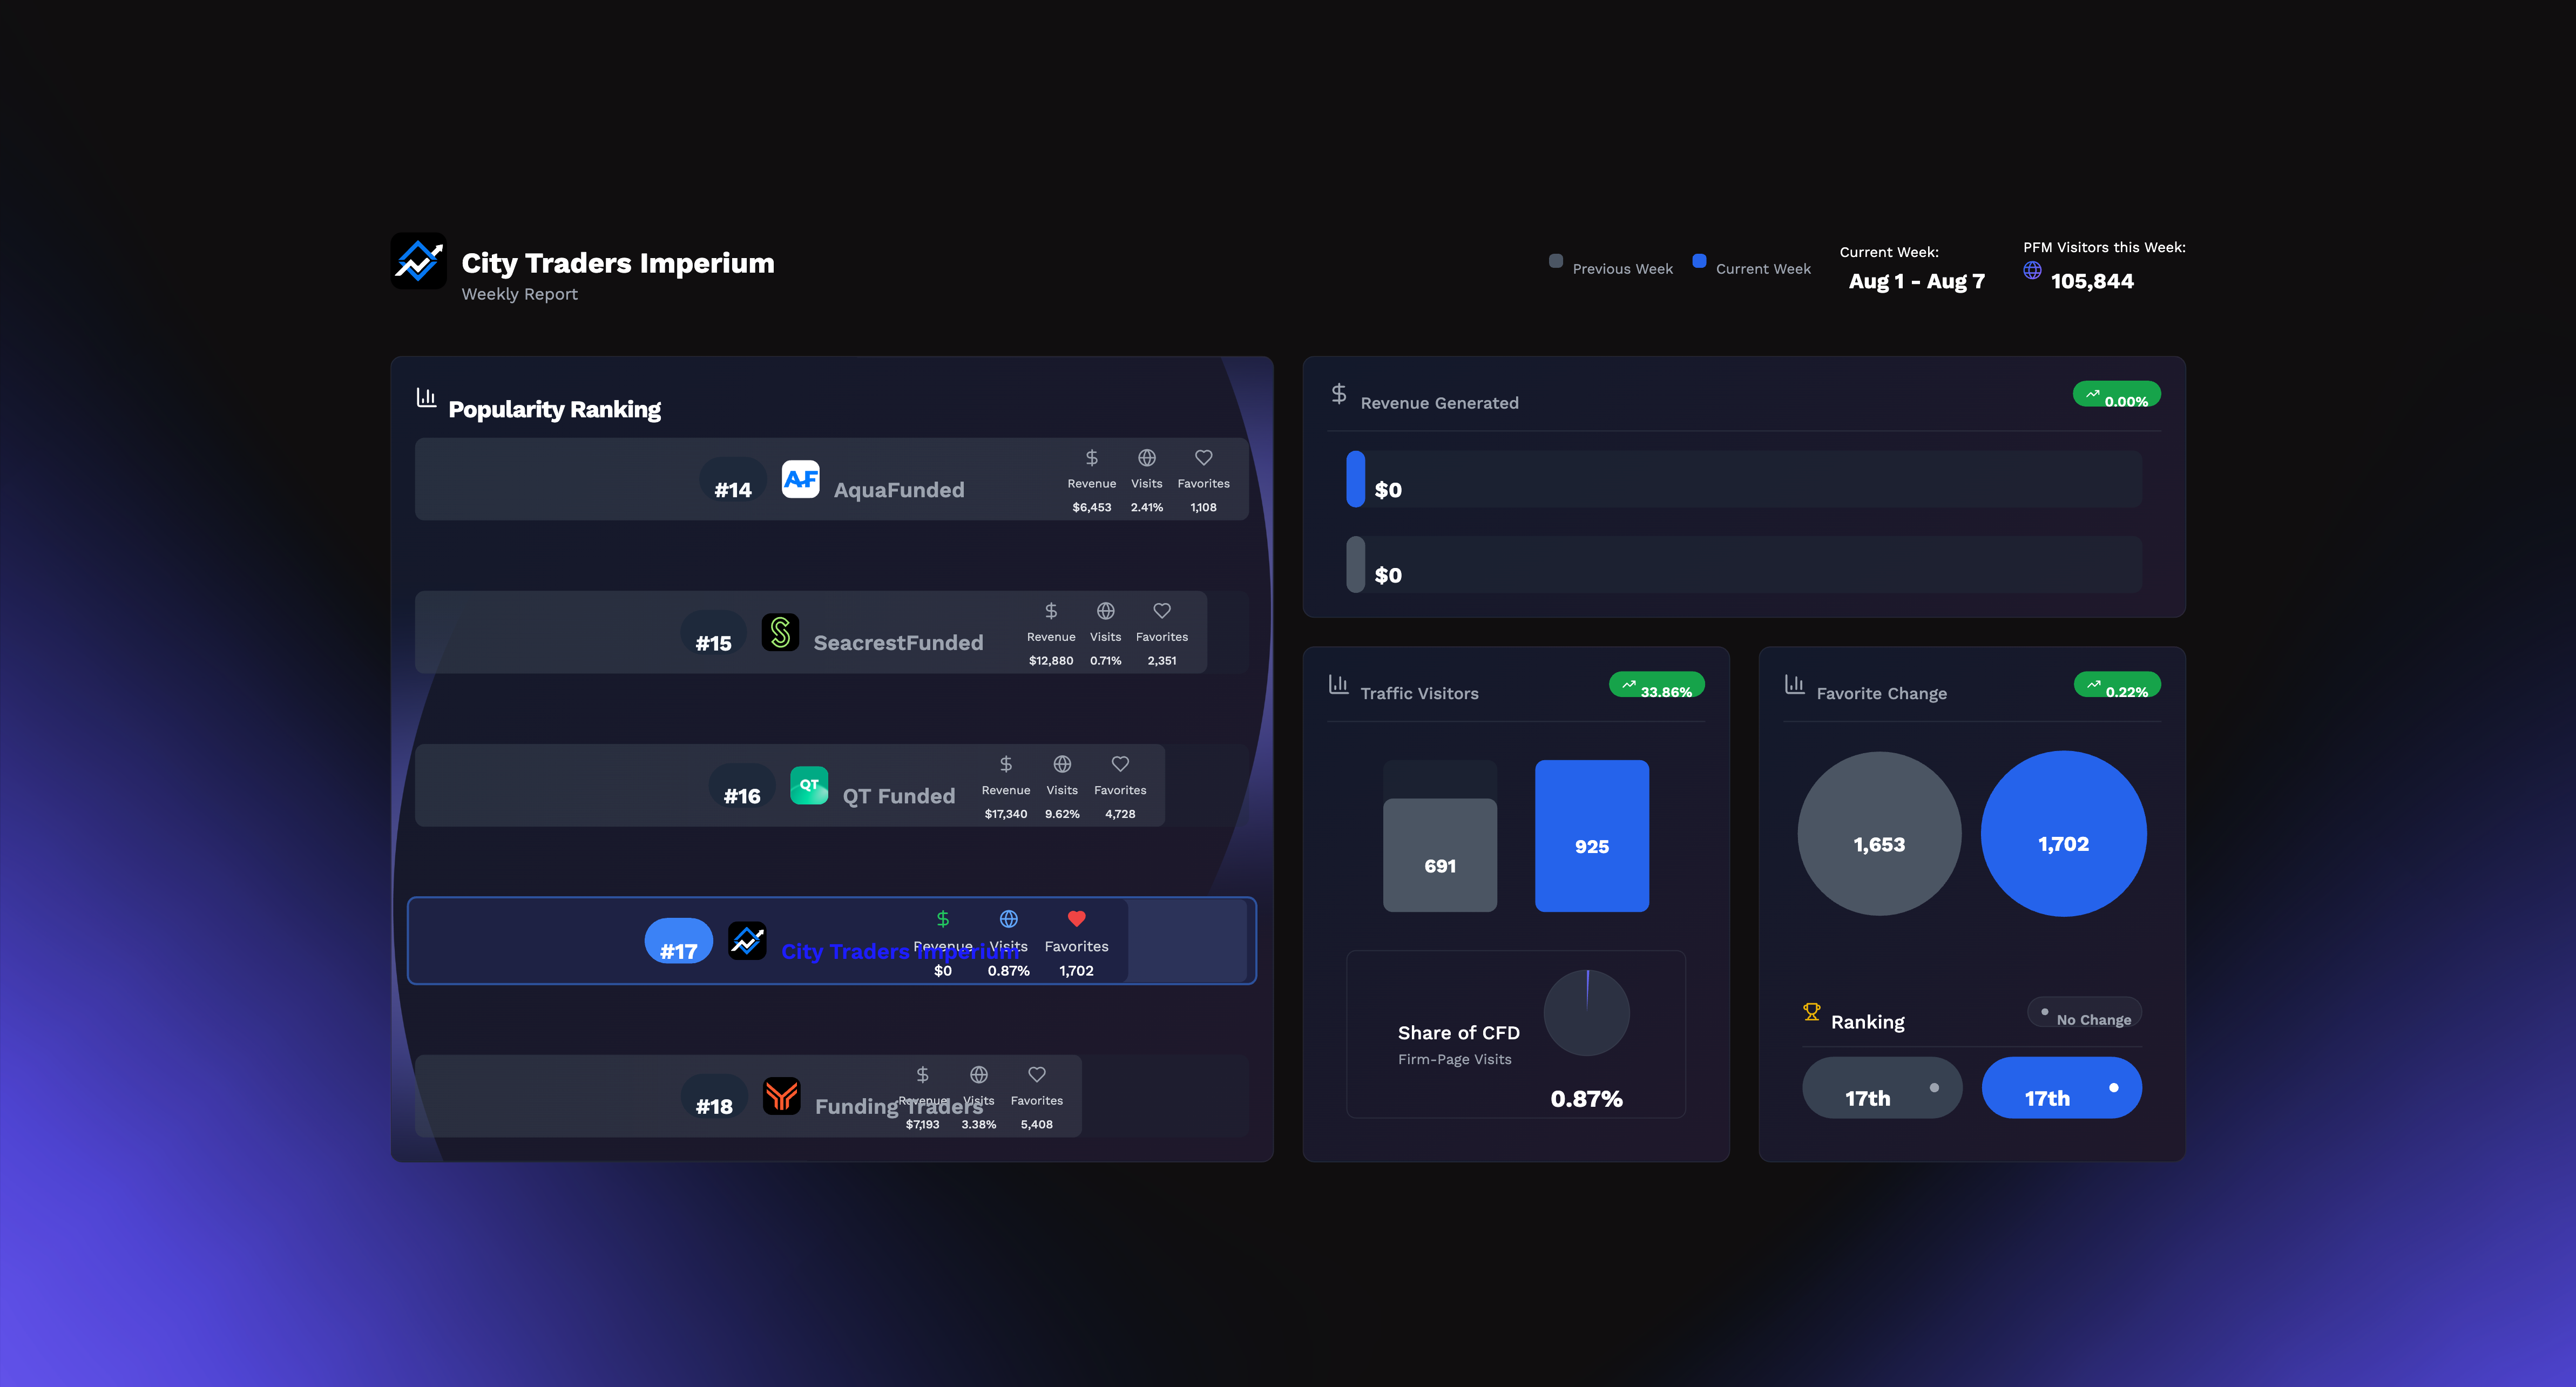 City Traders Imperium
Weekly Report
Previous Week
Current Week
Current Week:
Aug 1 - Aug 7
PFM Visitors this Week:
105,844
Popularity Ranking
#14
AF
AquaFunded
Revenue Visits Favorites
$6,453 2.41% 1,108
#15
SeacrestFunded
Revenue Visits Favorites
$12,880 0.71% 2,351
#16
QT
QT Funded
Revenue Visits Favorites
$17,340 9.62% 4,728
#17
City Traders Imperium
Revenue Visits Favorites
$0 0.87% 1,702
#18
Funding Traders
Revenue Visits Favorites
$7,193 3.38% 5,408
Revenue Generated
0.00%
$0
$0
Traffic Visitors
33.86%
691
925
Share of CFD
Firm-Page Visits
0.87%
Favorite Change
0.22%
1,653
1,702
Ranking
No Change
17th
17th